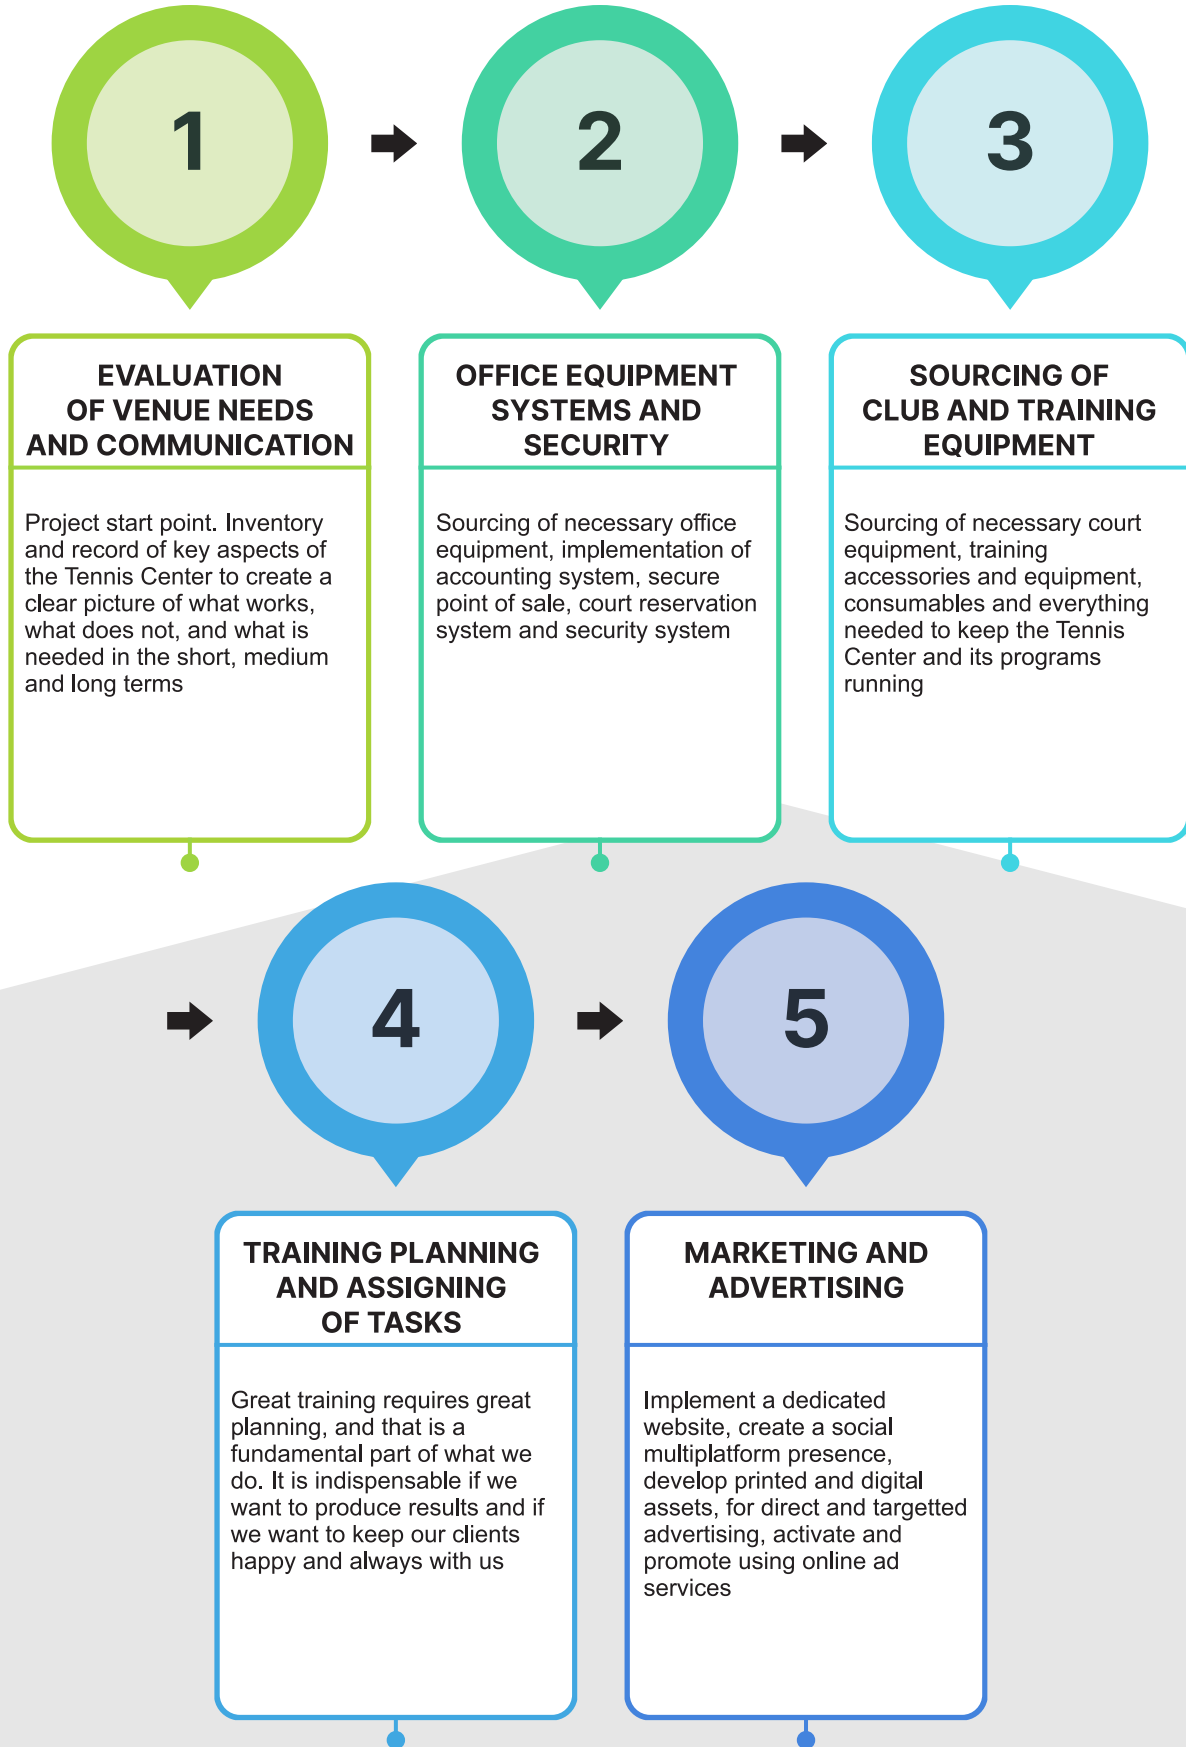 1
2
3
EVALUATION
OF VENUE NEEDS
AND COMMUNICATION
Project start point. Inventory
and record of key aspects of
the Tennis Center to create a
clear picture of what works,
what does not, and what is
needed in the short, medium
and long terms
OFFICE EQUIPMENT
SYSTEMS AND
SECURITY
Sourcing of necessary office
equipment, implementation of
accounting system, secure
point of sale, court reservation
system and security system
SOURCING OF
CLUB AND TRAINING
EQUIPMENT
Sourcing of necessary court
equipment, training
accessories and equipment,
consumables and everything
needed to keep the Tennis
Center and its programs
running
4
5
TRAINING PLANNING
AND ASSIGNING
OF TASKS
Great training requires great
planning, and that is a
fundamental part of what we
do. It is indispensable if we
want to produce results and if
we want to keep our clients
happy and always with us
MARKETING AND
ADVERTISING
Implement a dedicated
website, create a social
multiplatform presence,
develop printed and digital
assets, for direct and targetted
advertising, activate and
promote using online ad
services